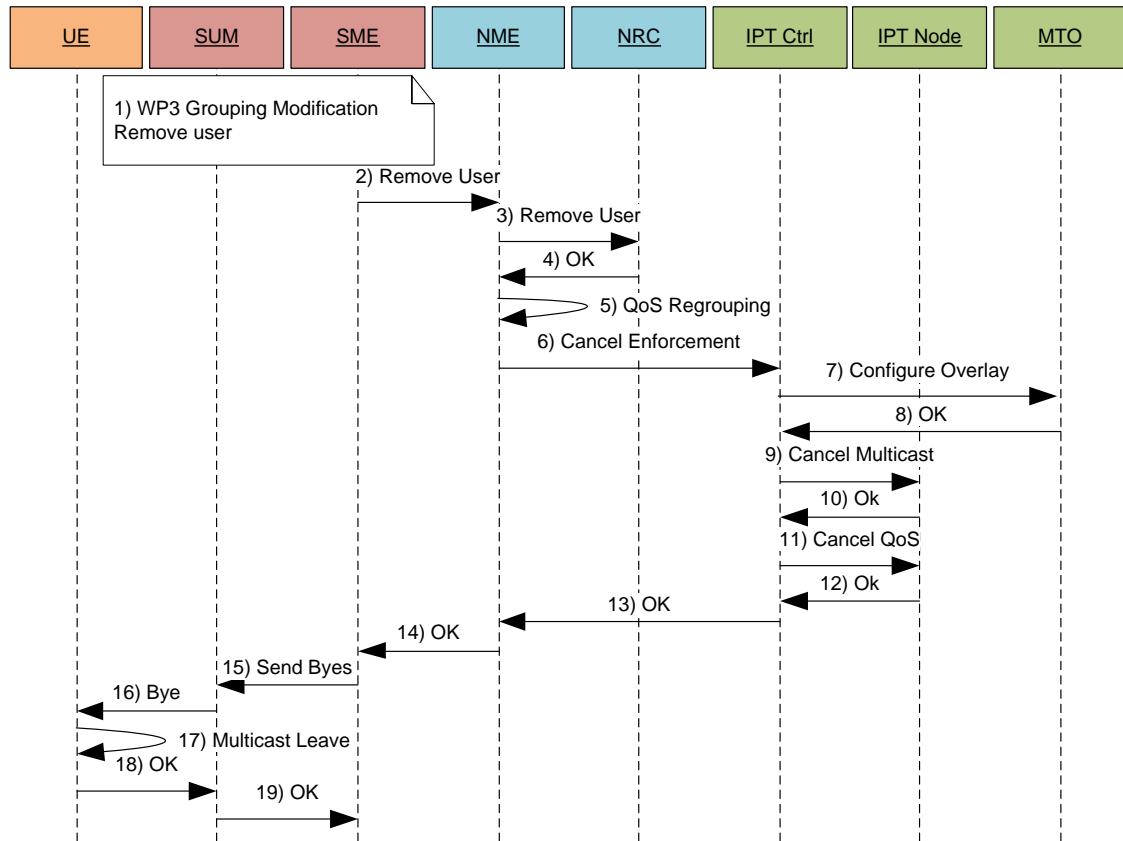 UE
SUM
SME
NME
NRC
IPT Ctrl
IPT Node
MTO
1) WP3 Grouping Modification
Remove user
2) Remove User
3) Remove User
4) OK
5) QoS Regrouping
6) Cancel Enforcement
7) Configure Overlay
8) OK
9) Cancel Multicast
10) Ok
11) Cancel QoS
12) Ok
13) OK
14) OK
15) Send Byes
16) Bye
17) Multicast Leave
18) OK
19) OK